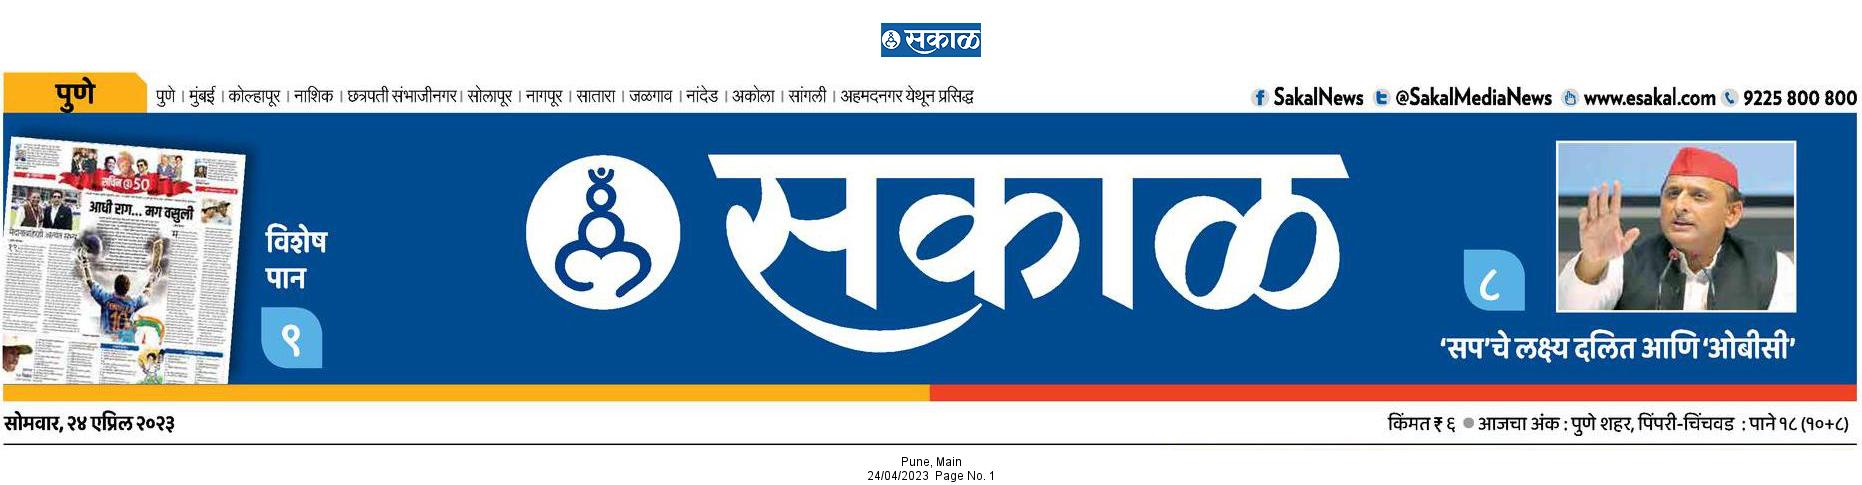 सकाळ
पुणे
पुणे । मुंबई । कोल्हापूर । नाशिक । छत्रपती संभाजीनगर। सोलापूर । नागपूर । सातारा । जळगाव । नांदेड । अकोला । सांगली । अहमदनगर येथून प्रसिद्ध
SakalNews @SakalMediaNews www.esakal.com 9225 800 800
सचिन@50
आधी राग... मग वसुली
विशेष
पान
९
सकाळ
८
‘सप’चे लक्ष्य दलित आणि ‘ओबीसी’
सोमवार, २४ एप्रिल २०२३
किंमत ₹ ६ ● आजचा अंक : पुणे शहर, पिंपरी-चिंचवड : पाने १८ (१०+८)
Pune, Main
24/04/2023 Page No. 1